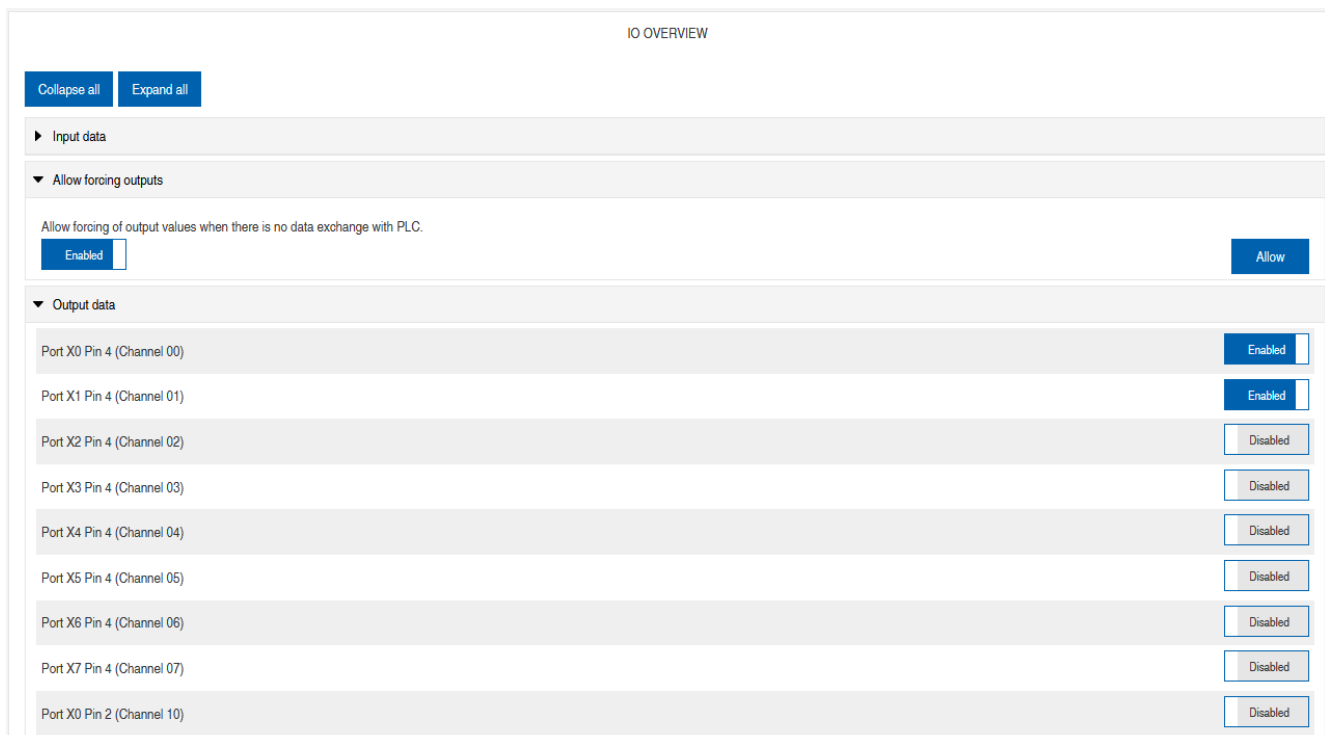 IO OVERVIEW
Collapse all Expand all
Input data
Allow forcing outputs
Allow forcing of output values when there is no data exchange with PLC.
Enabled Allow
Output data
Port X0 Pin 4 (Channel 00) Enabled
Port X1 Pin 4 (Channel 01) Enabled
Port X2 Pin 4 (Channel 02) Disabled
Port X3 Pin 4 (Channel 03) Disabled
Port X4 Pin 4 (Channel 04) Disabled
Port X5 Pin 4 (Channel 05) Disabled
Port X6 Pin 4 (Channel 06) Disabled
Port X7 Pin 4 (Channel 07) Disabled
Port X0 Pin 2 (Channel 10) Disabled